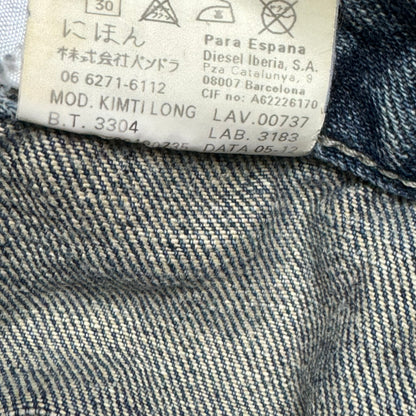 30
にほん
株式会社パンドラ
06 6271-6112
Para Espana
Diesel Iberia, S.A.
Pza Catalunya, 9
08007 Barcelona
CIF no: A62226170
MOD. KIMTI LONG LAV.00737
B.T. 3304 LAB. 3183
DATA 05-12